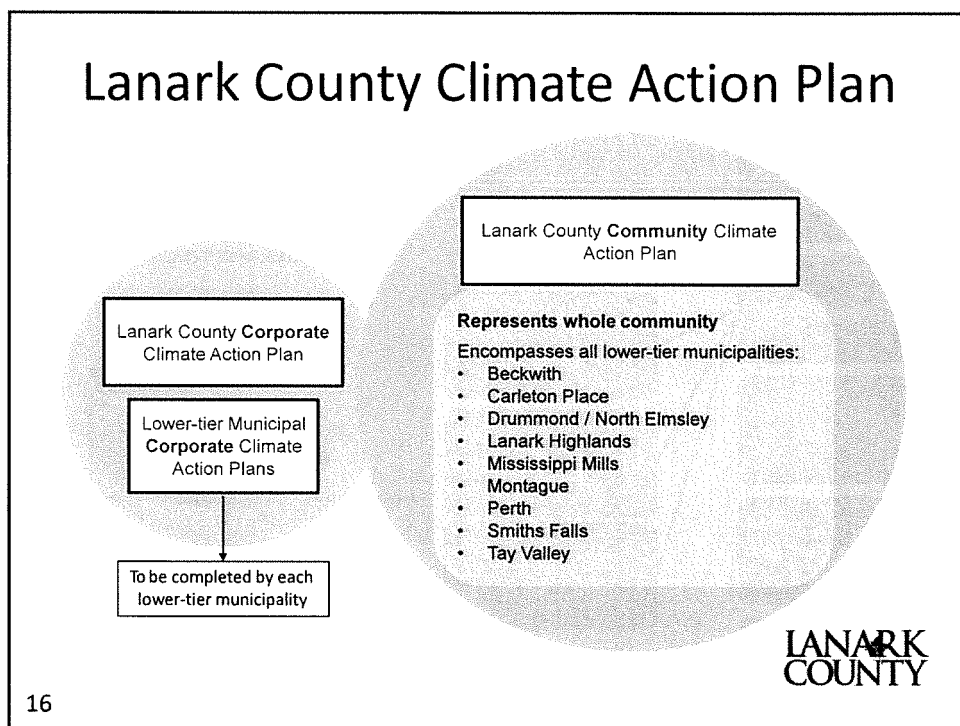 Lanark County Climate Action Plan
Lanark County Corporate
Climate Action Plan
Lower-tier Municipal
Corporate Climate
Action Plans
To be completed by each
lower-tier municipality
Lanark County Community Climate
Action Plan
Represents whole community
Encompasses all lower-tier municipalities:
• Beckwith
• Carleton Place
• Drummond / North Elmsley
• Lanark Highlands
• Mississippi Mills
• Montague
• Perth
• Smiths Falls
• Tay Valley
LANARK
COUNTY
16